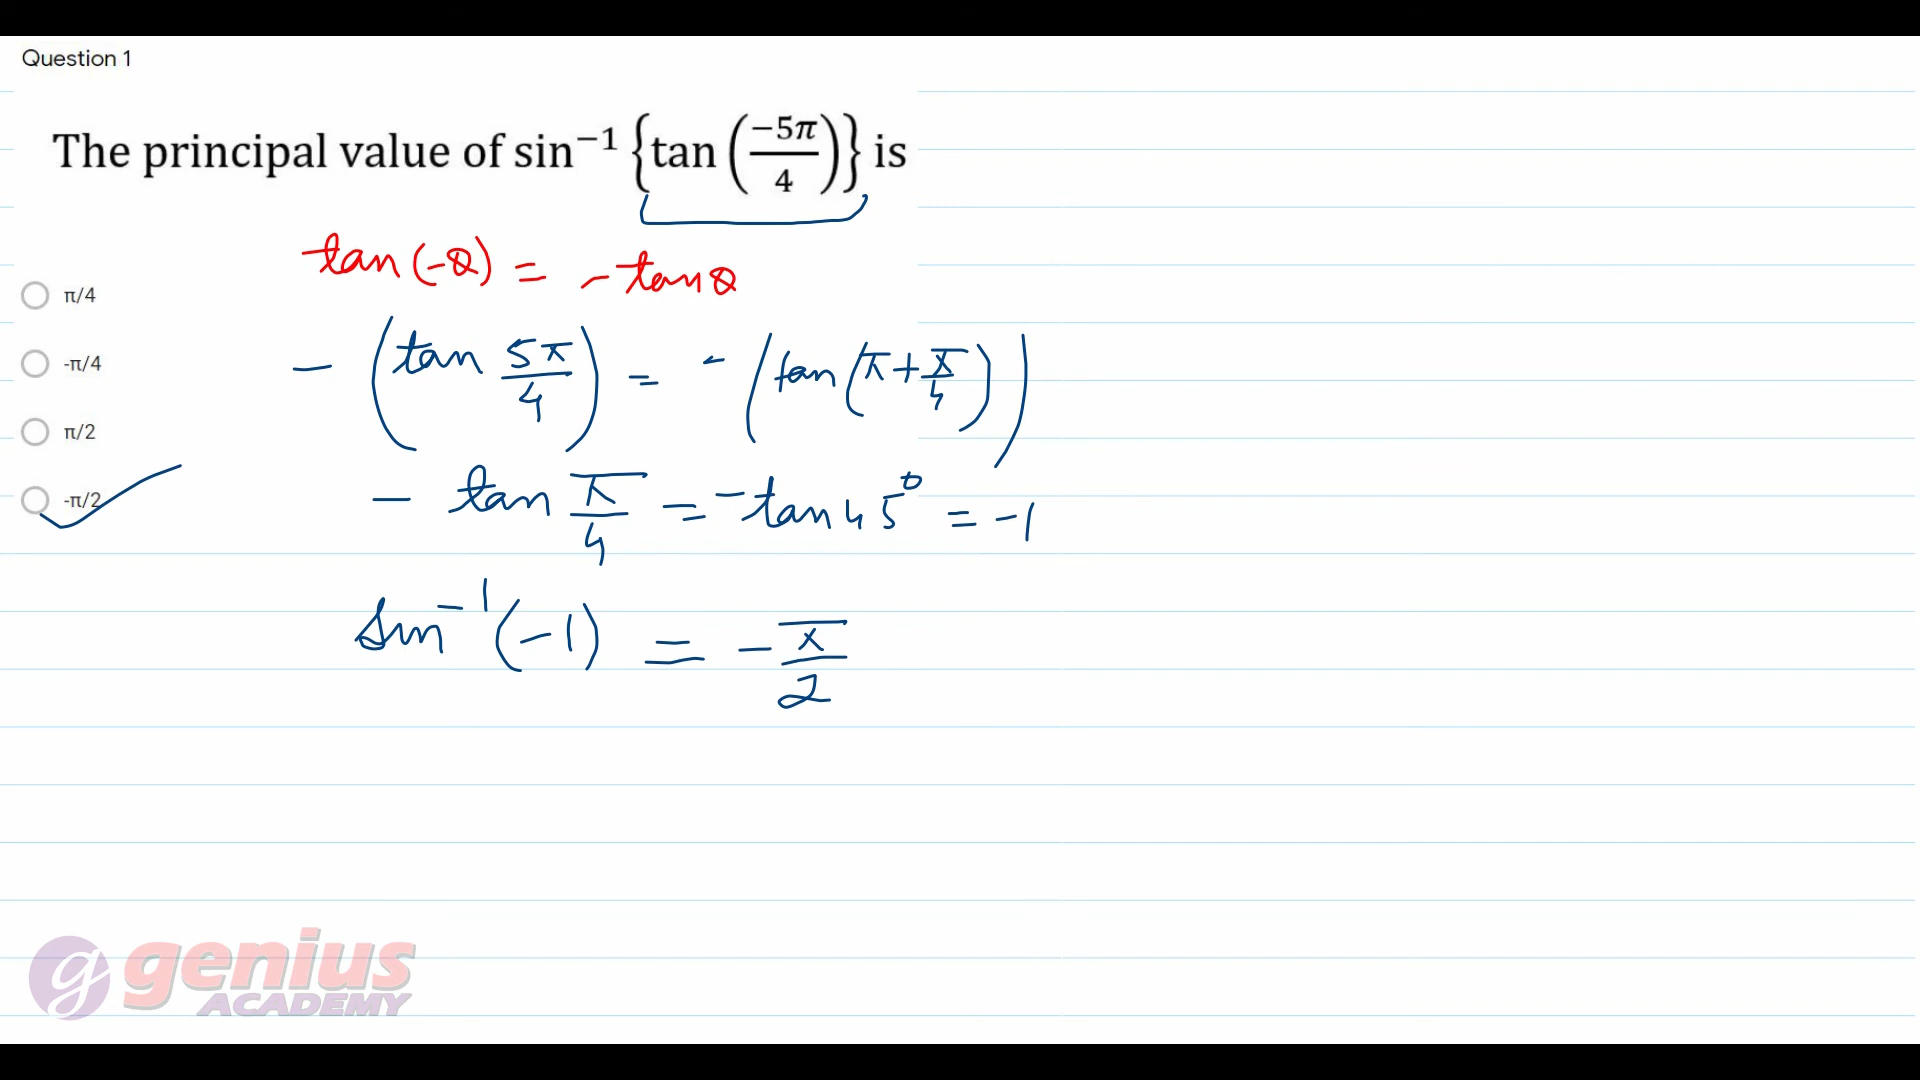 Question 1
The principal value of sin⁻¹ {tan (−5π/4)} is
tan(-θ) = -tanθ
π/4
- (tan 5π/4) = - (tan(π+π/4))
-π/4
π/2
-π/2
- tan π/4 = -tan 45° = -1
sin⁻¹(-1) = -π/2
g genius
ACADEMY